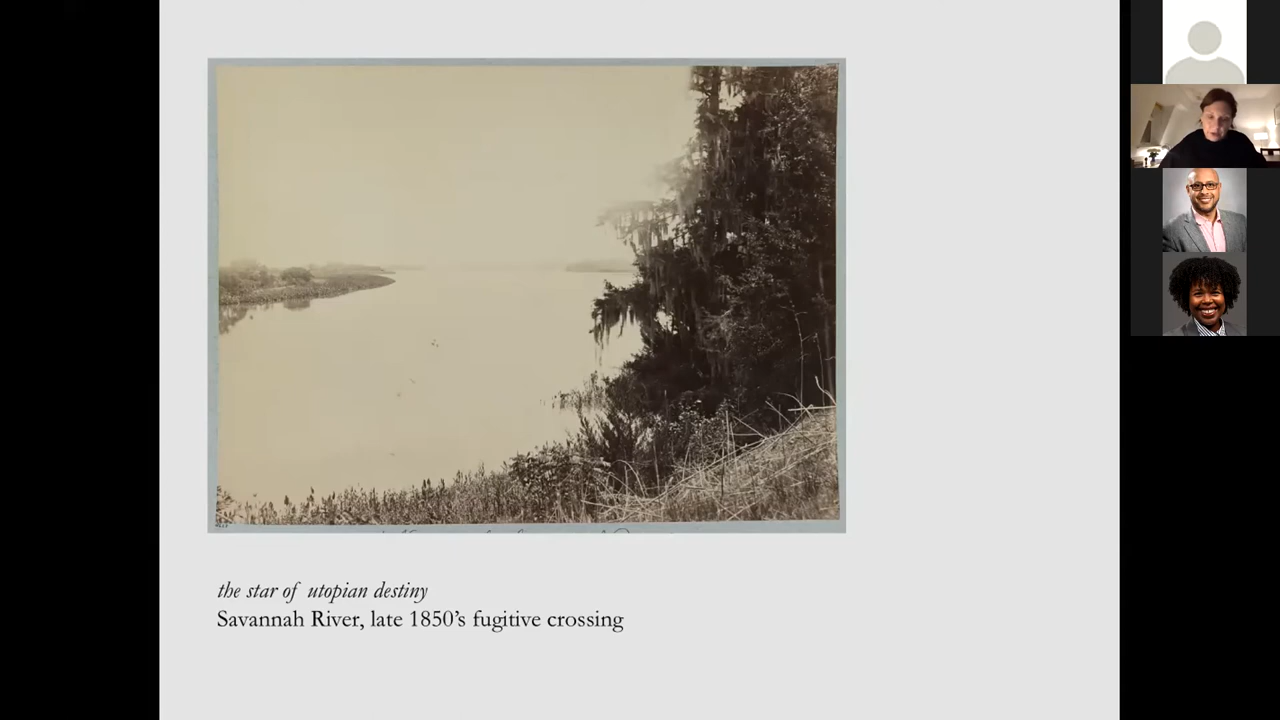 the star of utopian destiny
Savannah River, late 1850's fugitive crossing